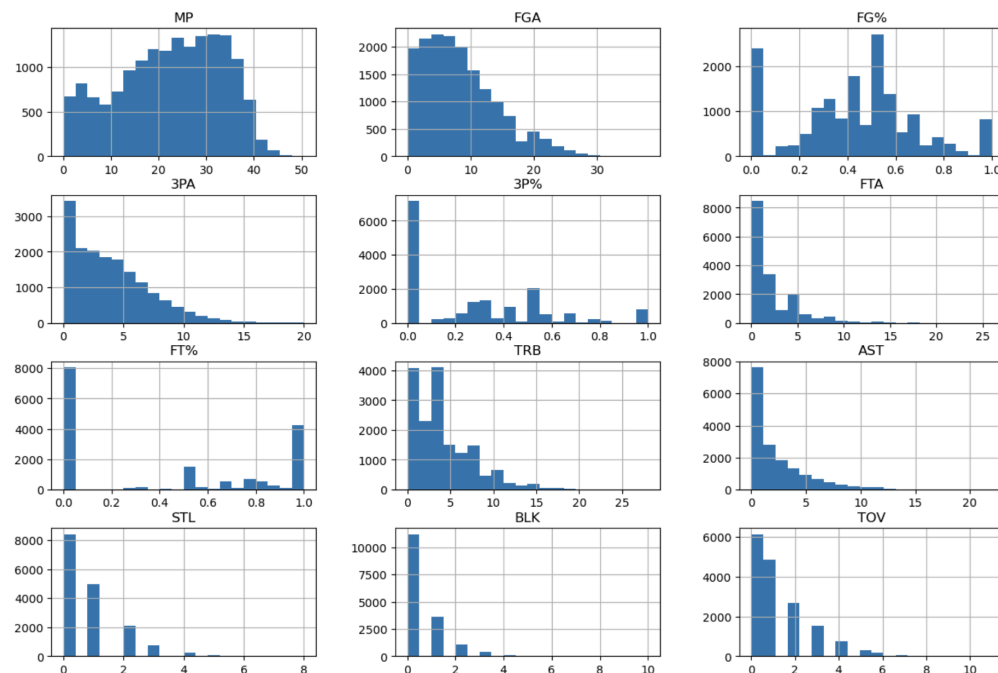 MP FGA FG%
1000 500 0
2000 1500 1000 500 0
2000 1000 0
0 10 20 30 40 50
0 10 20 30
0.0 0.2 0.4 0.6 0.8 1.0
3PA 3P% FTA
3000 2000 1000 0
6000 4000 2000 0
8000 6000 4000 2000 0
0 5 10 15 20
0.0 0.2 0.4 0.6 0.8 1.0
0 5 10 15 20 25
FT% TRB AST
8000 6000 4000 2000 0
4000 3000 2000 1000 0
8000 6000 4000 2000 0
0.0 0.2 0.4 0.6 0.8 1.0
0 5 10 15 20 25
0 5 10 15 20
STL BLK TOV
8000 6000 4000 2000 0
10000 7500 5000 2500 0
6000 4000 2000 0
0 2 4 6 8
0 2 4 6 8 10
0 2 4 6 8 10